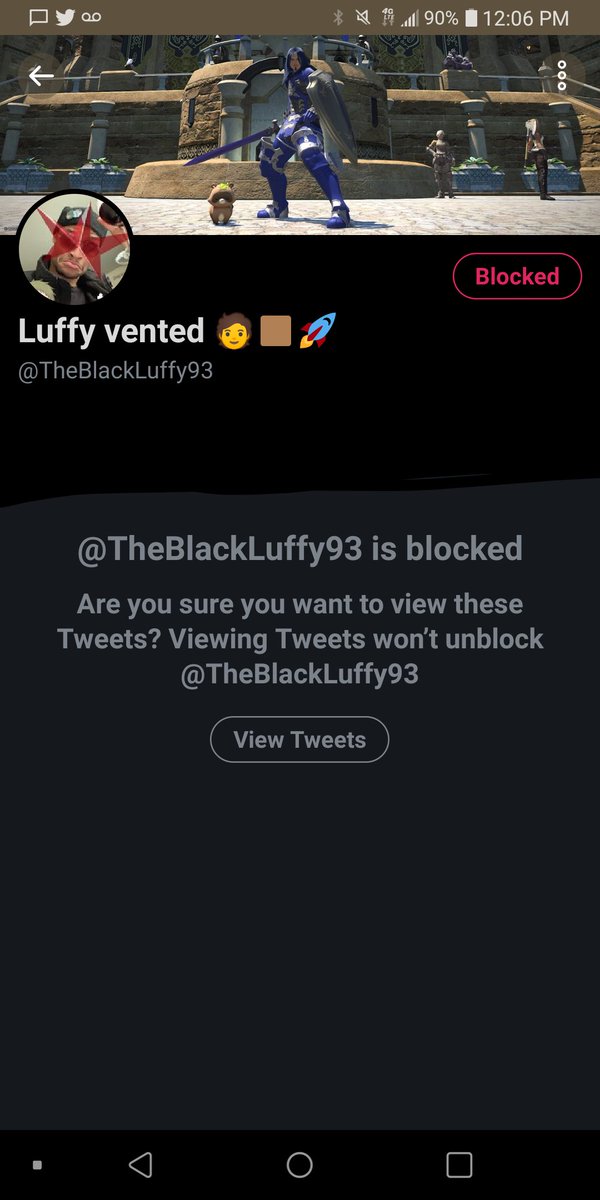 90% 12:06 PM
Blocked
Luffy vented 🧑🏽🚀
@TheBlackLuffy93
@TheBlackLuffy93 is blocked
Are you sure you want to view these
Tweets? Viewing Tweets won’t unblock
@TheBlackLuffy93
View Tweets